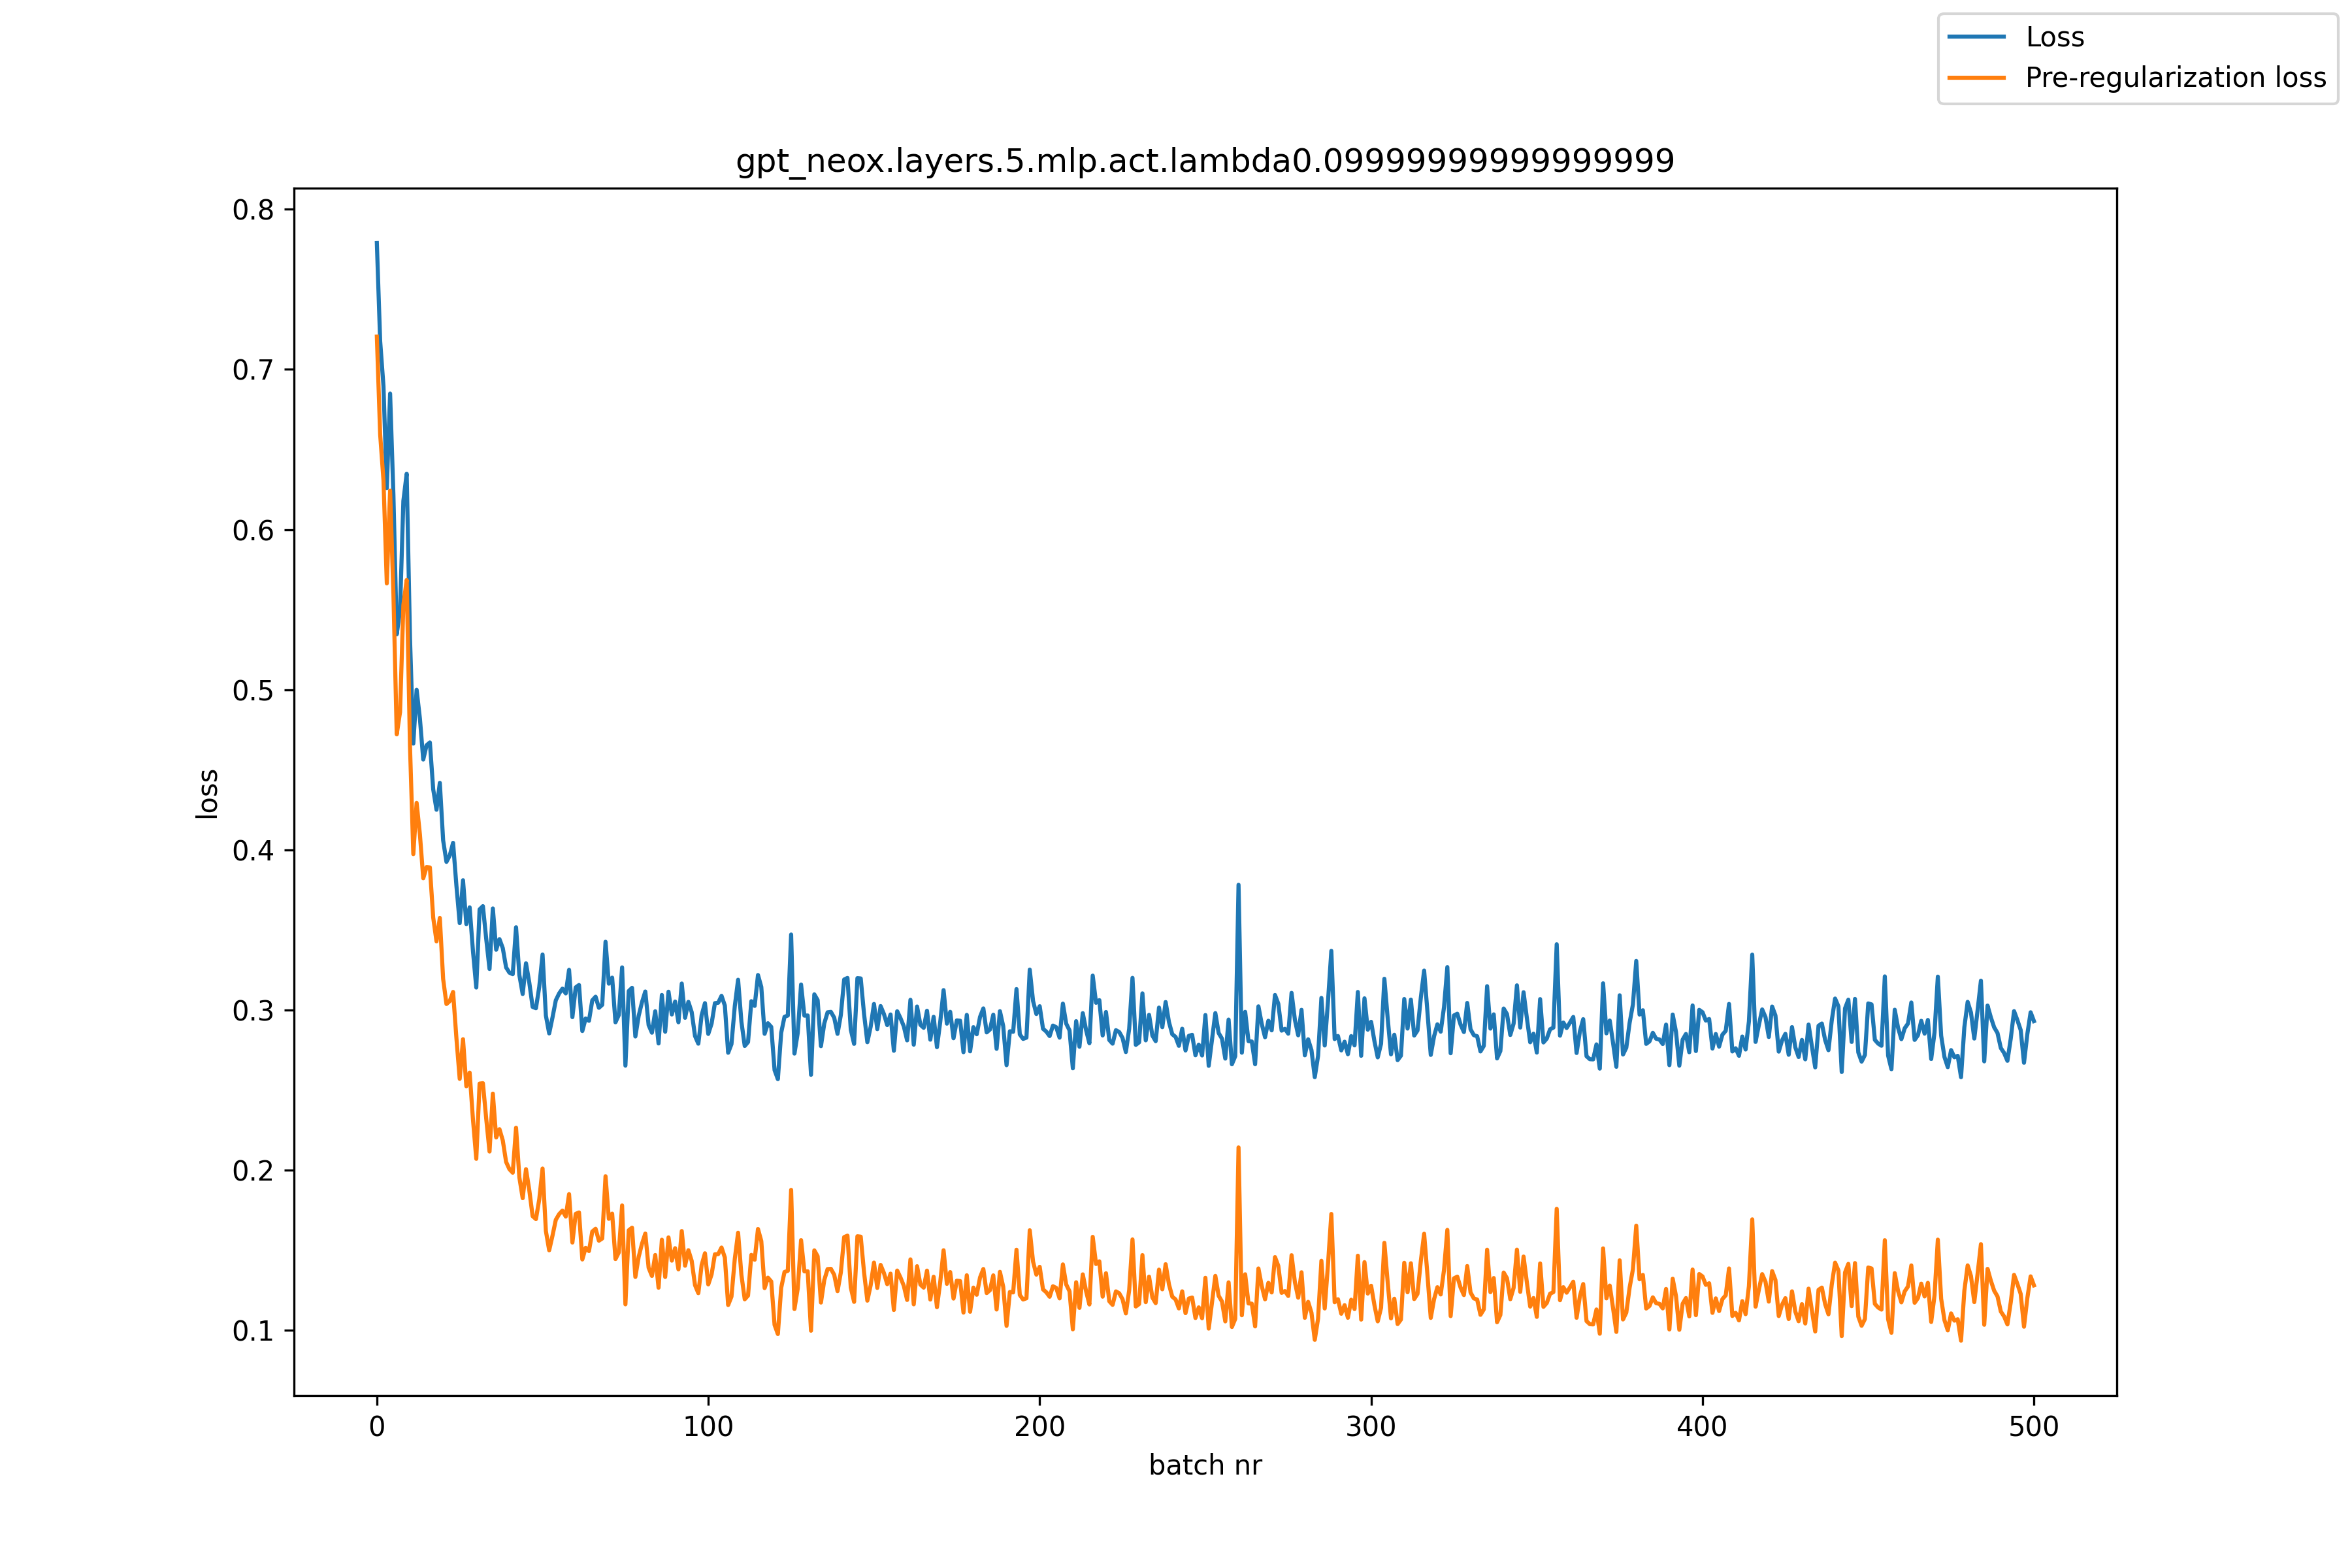 Loss
Pre-regularization loss
gpt_neox.layers.5.mlp.act.lambda0.09999999999999999
0.8
0.7
0.6
0.5
0.4
0.3
0.2
0.1
loss
0 100 200 300 400 500
batch nr